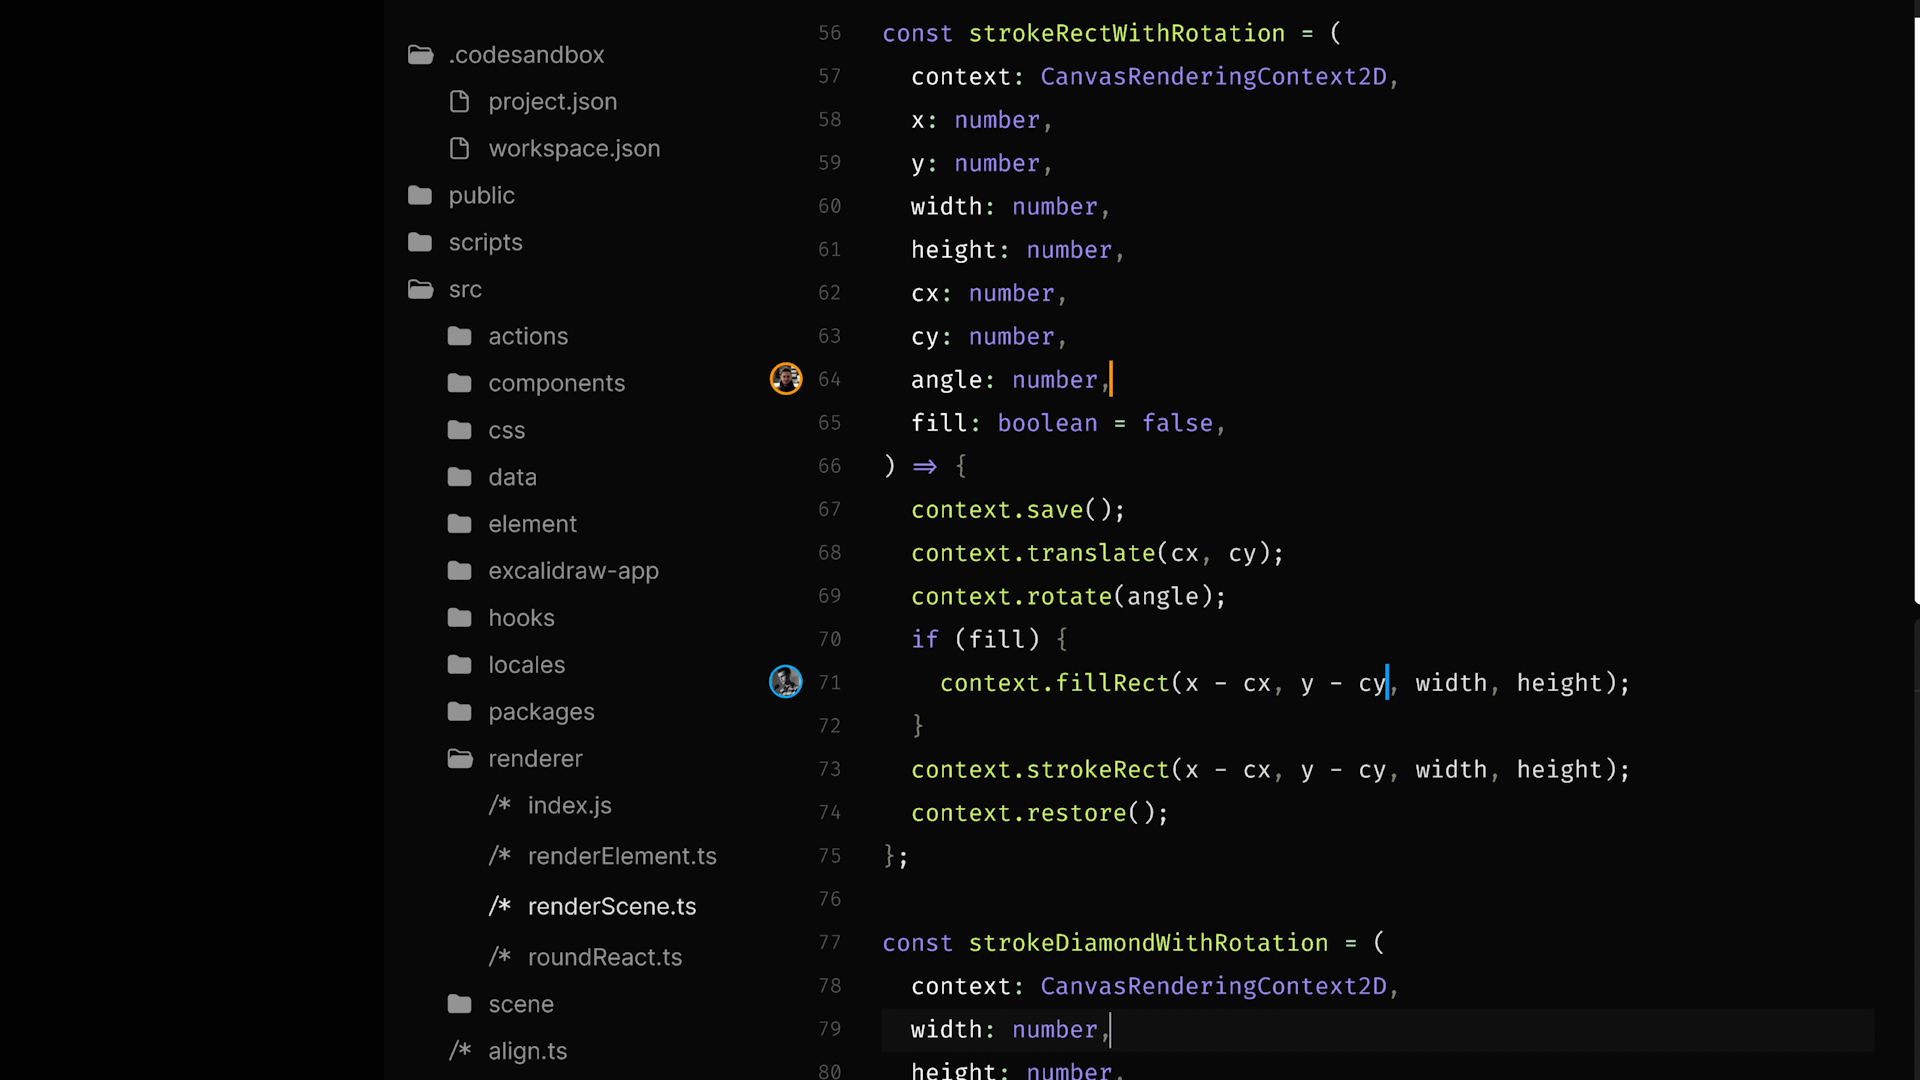 .codesandbox
project.json
workspace.json
public
scripts
src
actions
components
css
data
element
excalidraw-app
hooks
locales
packages
renderer
/* index.js
/* renderElement.ts
/* renderScene.ts
/* roundReact.ts
scene
/* align.ts
56 const strokeRectWithRotation = (
57 context: CanvasRenderingContext2D,
58 x: number,
59 y: number,
60 width: number,
61 height: number,
62 cx: number,
63 cy: number,
64 angle: number,
65 fill: boolean = false,
66 ) => {
67 context.save();
68 context.translate(cx, cy);
69 context.rotate(angle);
70 if (fill) {
71 context.fillRect(x - cx, y - cy, width, height);
72 }
73 context.strokeRect(x - cx, y - cy, width, height);
74 context.restore();
75 };
76
77 const strokeDiamondWithRotation = (
78 context: CanvasRenderingContext2D,
79 width: number,
80 height: number,